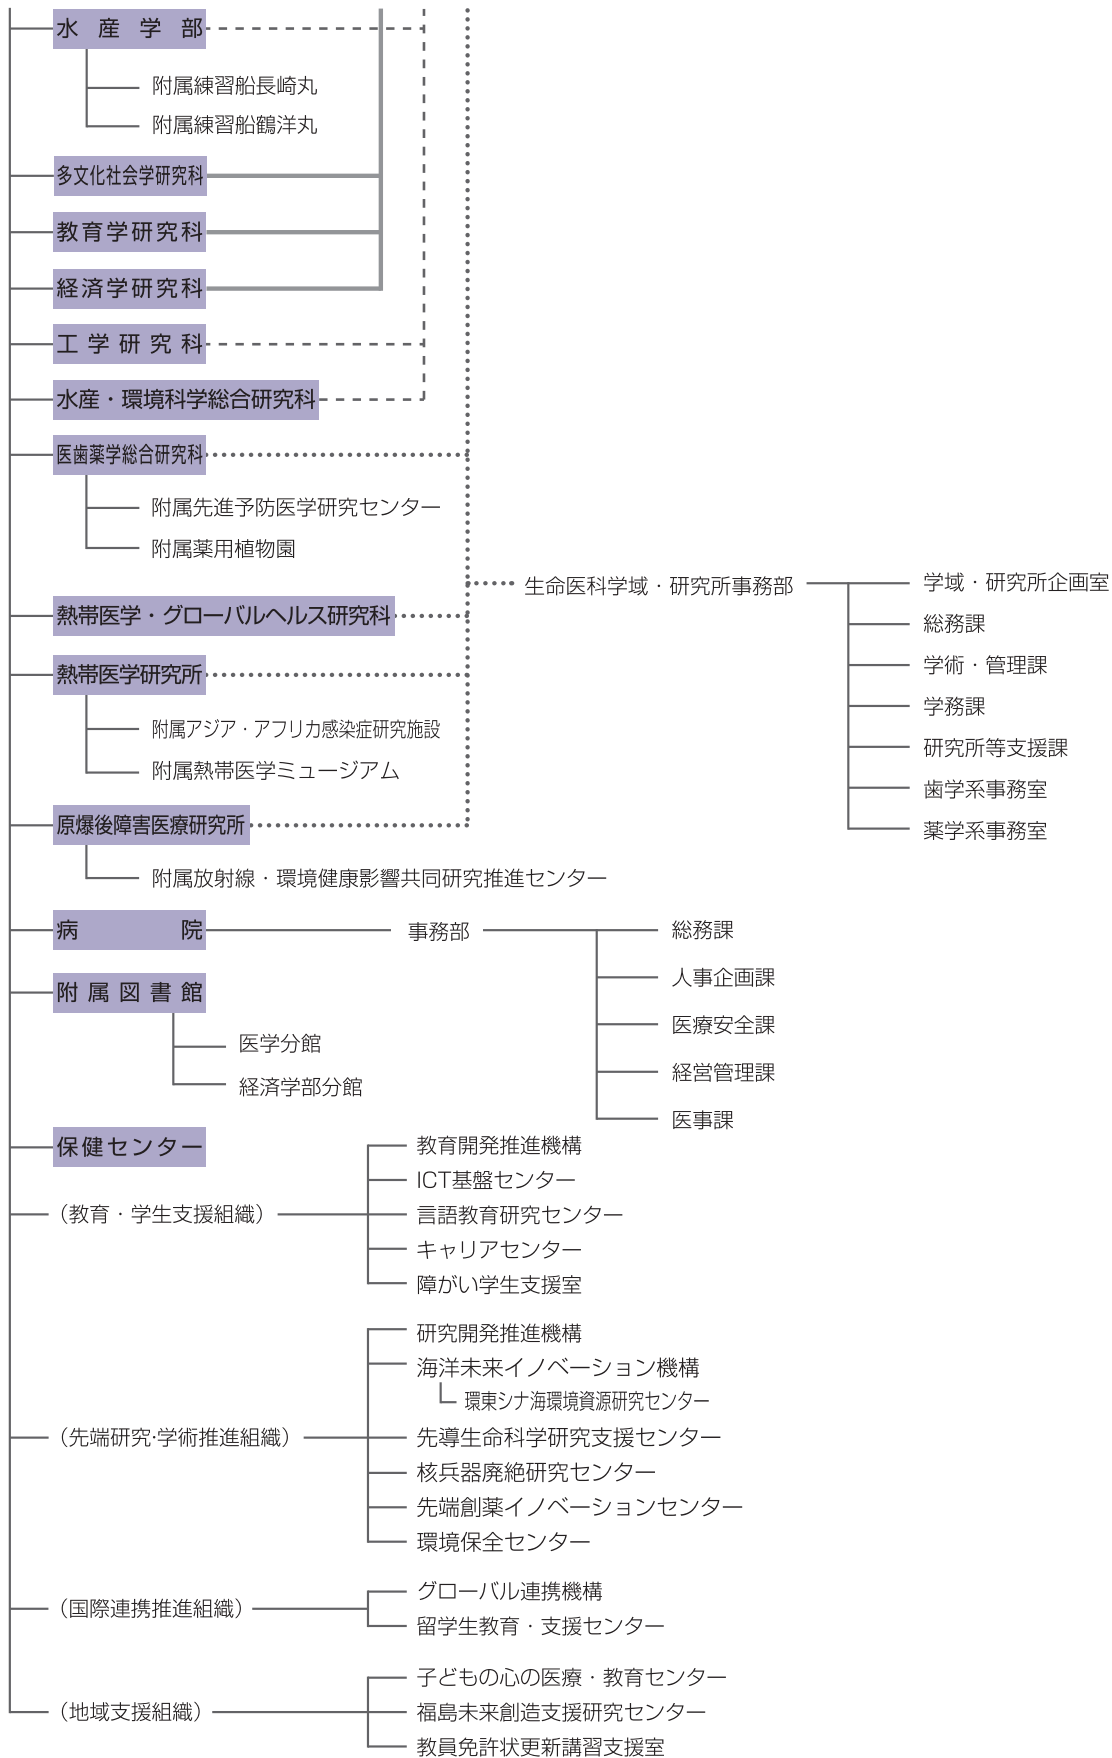 水産学部
附属練習船長崎丸
附属練習船鶴洋丸
多文化社会学研究科
教育学研究科
経済学研究科
工学研究科
水産・環境科学総合研究科
医歯薬学総合研究科
附属先進予防医学研究センター
附属薬用植物園
熱帯医学・グローバルヘルス研究科
熱帯医学研究所
附属アジア・アフリカ感染症研究施設
附属熱帯医学ミュージアム
原爆後障害医療研究所
附属放射線・環境健康影響共同研究推進センター
生命医科学域・研究所事務部
学域・研究所企画室
総務課
学術・管理課
学務課
研究所等支援課
歯学系事務室
薬学系事務室
病院
事務部
総務課
人事企画課
医療安全課
経営管理課
医事課
附属図書館
医学分館
経済学部分館
保健センター
（教育・学生支援組織）
教育開発推進機構
ICT基盤センター
言語教育研究センター
キャリアセンター
障がい学生支援室
（先端研究・学術推進組織）
研究開発推進機構
海洋未来イノベーション機構
環東シナ海環境資源研究センター
先導生命科学研究支援センター
核兵器廃絶研究センター
先端創薬イノベーションセンター
環境保全センター
（国際連携推進組織）
グローバル連携機構
留学生教育・支援センター
（地域支援組織）
子どもの心の医療・教育センター
福島未来創造支援研究センター
教員免許状更新講習支援室